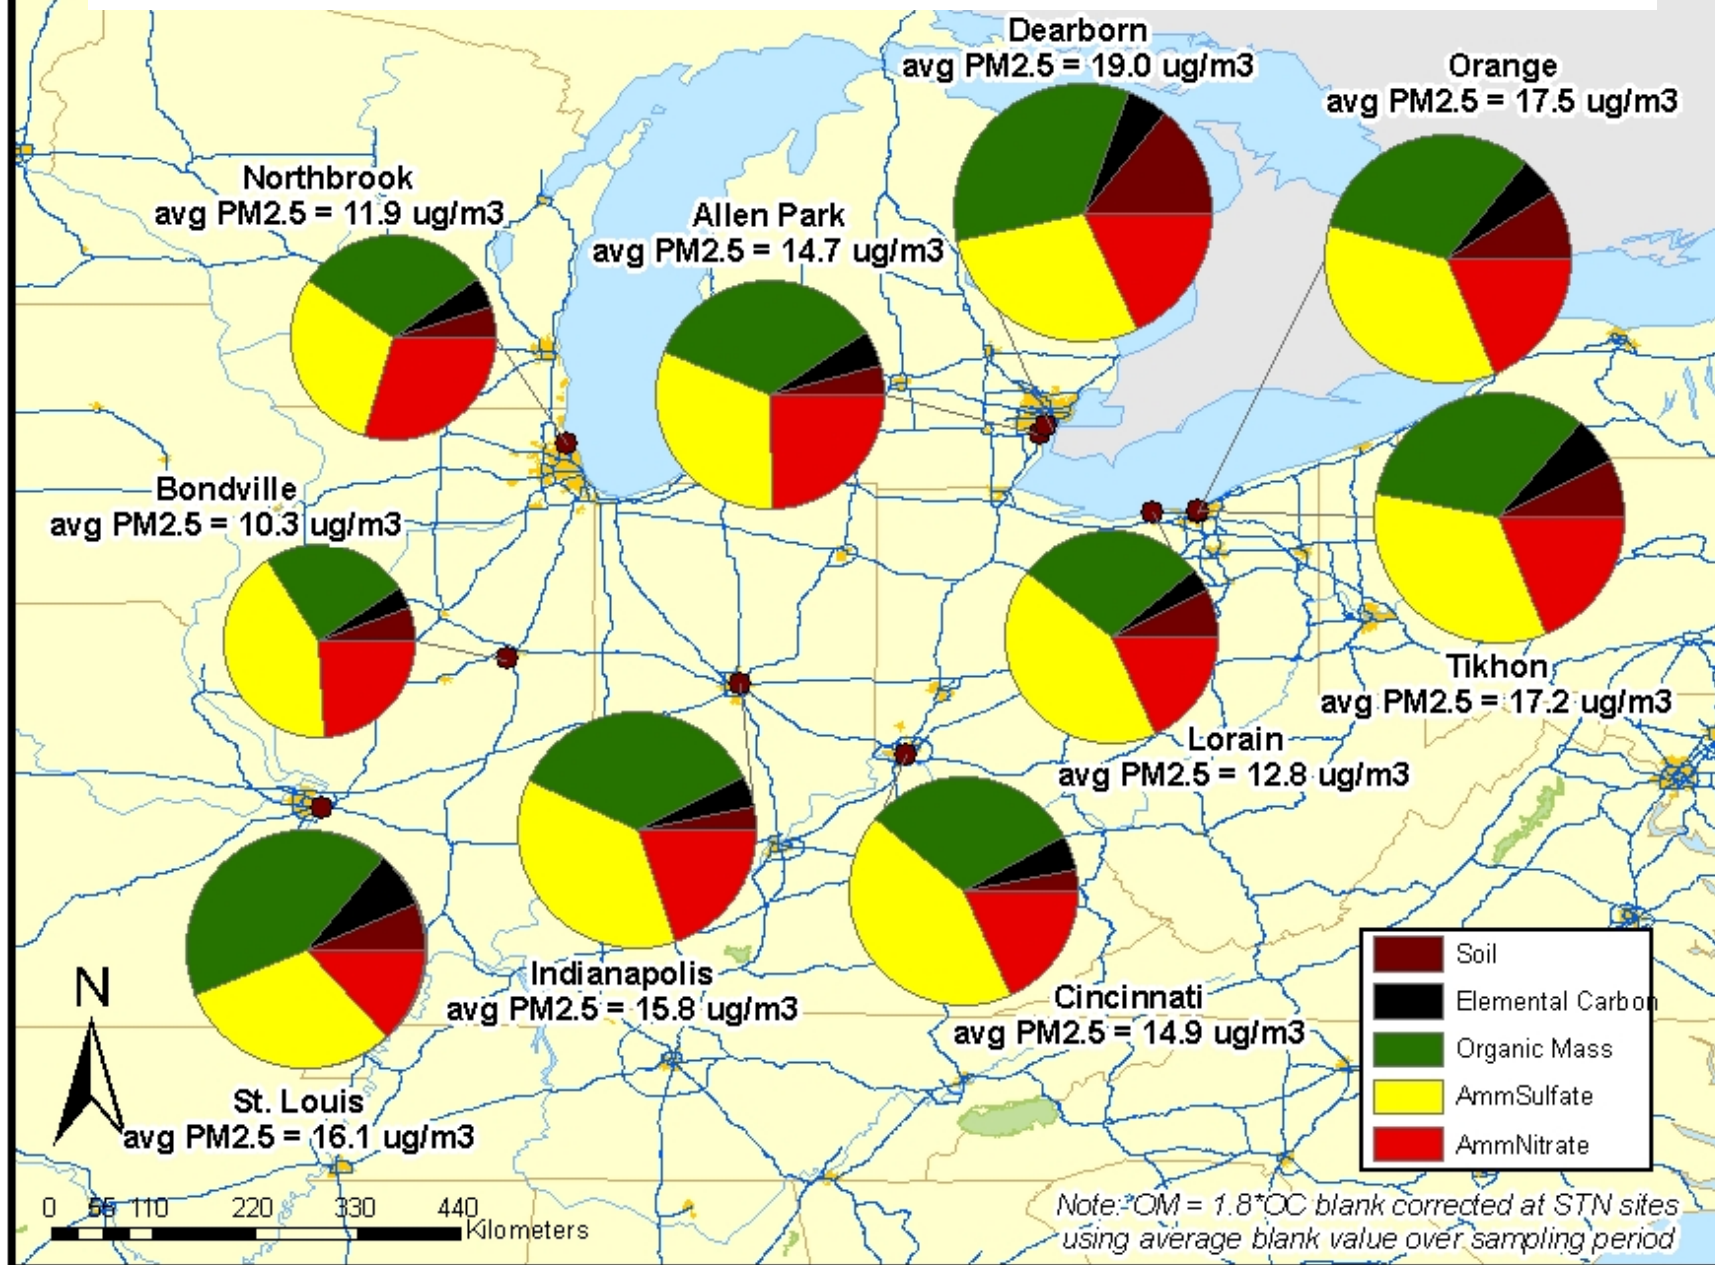 Dearborn
avg PM2.5 = 19.0 ug/m3
Orange
avg PM2.5 = 17.5 ug/m3
Northbrook
avg PM2.5 = 11.9 ug/m3
Allen Park
avg PM2.5 = 14.7 ug/m3
Bondville
avg PM2.5 = 10.3 ug/m3
Tikhon
avg PM2.5 = 17.2 ug/m3
Lorain
avg PM2.5 = 12.8 ug/m3
Indianapolis
avg PM2.5 = 15.8 ug/m3
Cincinnati
avg PM2.5 = 14.9 ug/m3
St. Louis
avg PM2.5 = 16.1 ug/m3
N
Soil
Elemental Carbon
Organic Mass
AmmSulfate
AmmNitrate
0 55 110 220 330 440
Kilometers
Note: OM = 1.8*OC blank corrected at STN sites
using average blank value over sampling period